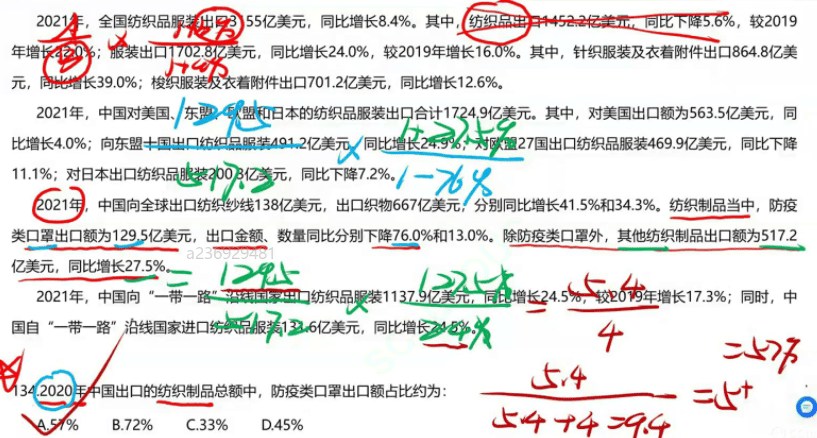 2021年，全国纺织品服装出口3155亿美元，同比增长8.4%。其中，纺织品出口1452.2亿美元，同比下降5.6%，较2019
年增长22.0%；服装出口1702.8亿美元，同比增长24.0%，较2019年增长16.0%。其中，针织服装及衣着附件出口864.8亿美
元，同比增长39.0%；梭织服装及衣着附件出口701.2亿美元，同比增长12.6%。
2021年，中国对美国、东盟、欧盟和日本的纺织品服装出口合计1724.9亿美元。其中，对美国出口额为563.5亿美元，同
比增长4.0%；向东盟十国出口纺织品服装491.2亿美元，同比增长24.9%；对欧盟27国出口纺织品服装469.9亿美元，同比下降
11.1%；对日本出口纺织品服装200.3亿美元，同比下降7.2%。
2021年，中国向全球出口纺织纱线138亿美元，出口织物667亿美元，分别同比增长41.5%和34.3%。纺织制品当中，防疫
类口罩出口额为129.5亿美元，出口金额、数量同比分别下降76.0%和13.0%。除防疫类口罩外，其他纺织制品出口额为517.2
a236929481
亿美元，同比增长27.5%。
= 129.5 / 517.2 × 127.5% / 24% = 5.4 / 4
2021年，中国向“一带一路”沿线国家出口纺织品服装1137.9亿美元，同比增长24.5%，较2019年增长17.3%；同时，中
国自“一带一路”沿线国家进口纺织品服装13.6亿美元，同比增长24.5%。
129.5 / 517.2 × 1+27.5% / 1-76%
5.4 / 5.4+4=9.4 = 5+
=57%
134.2020年中国出口的纺织制品总额中，防疫类口罩出口额占比约为：
A.57% B.72% C.33% D.45%